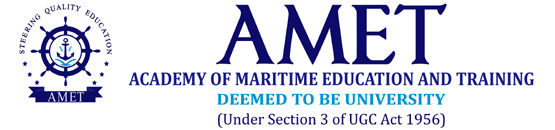 STEERING QUALITY EDUCATION
AMET
AMET
ACADEMY OF MARITIME EDUCATION AND TRAINING
DEEMED TO BE UNIVERSITY
(Under Section 3 of UGC Act 1956)